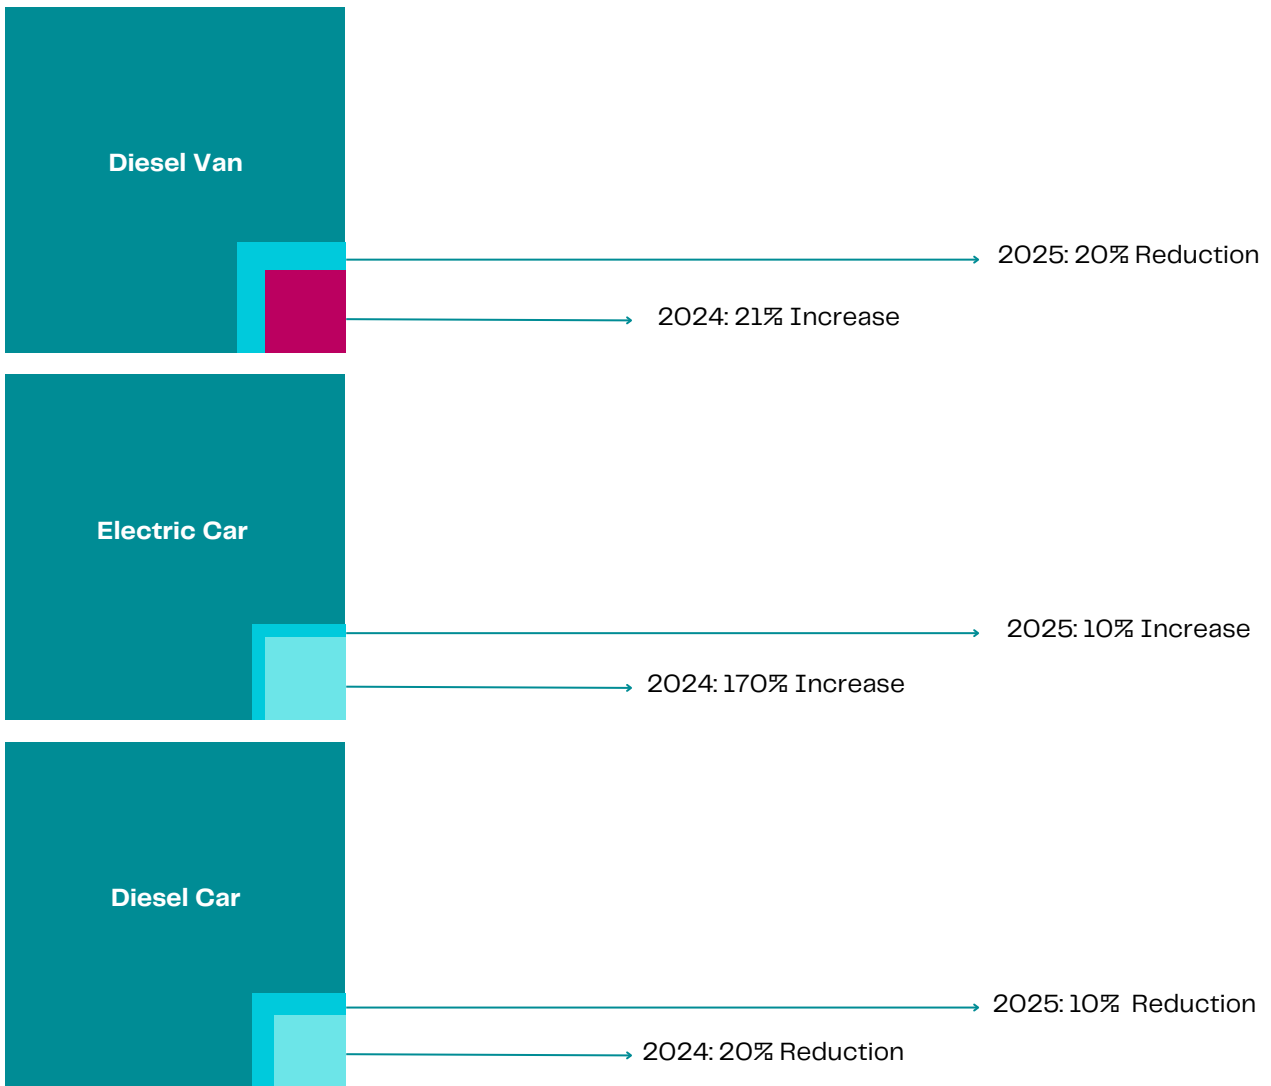 Diesel Van
2025: 20% Reduction
2024: 21% Increase
Electric Car
2025: 10% Increase
2024: 170% Increase
Diesel Car
2025: 10% Reduction
2024: 20% Reduction